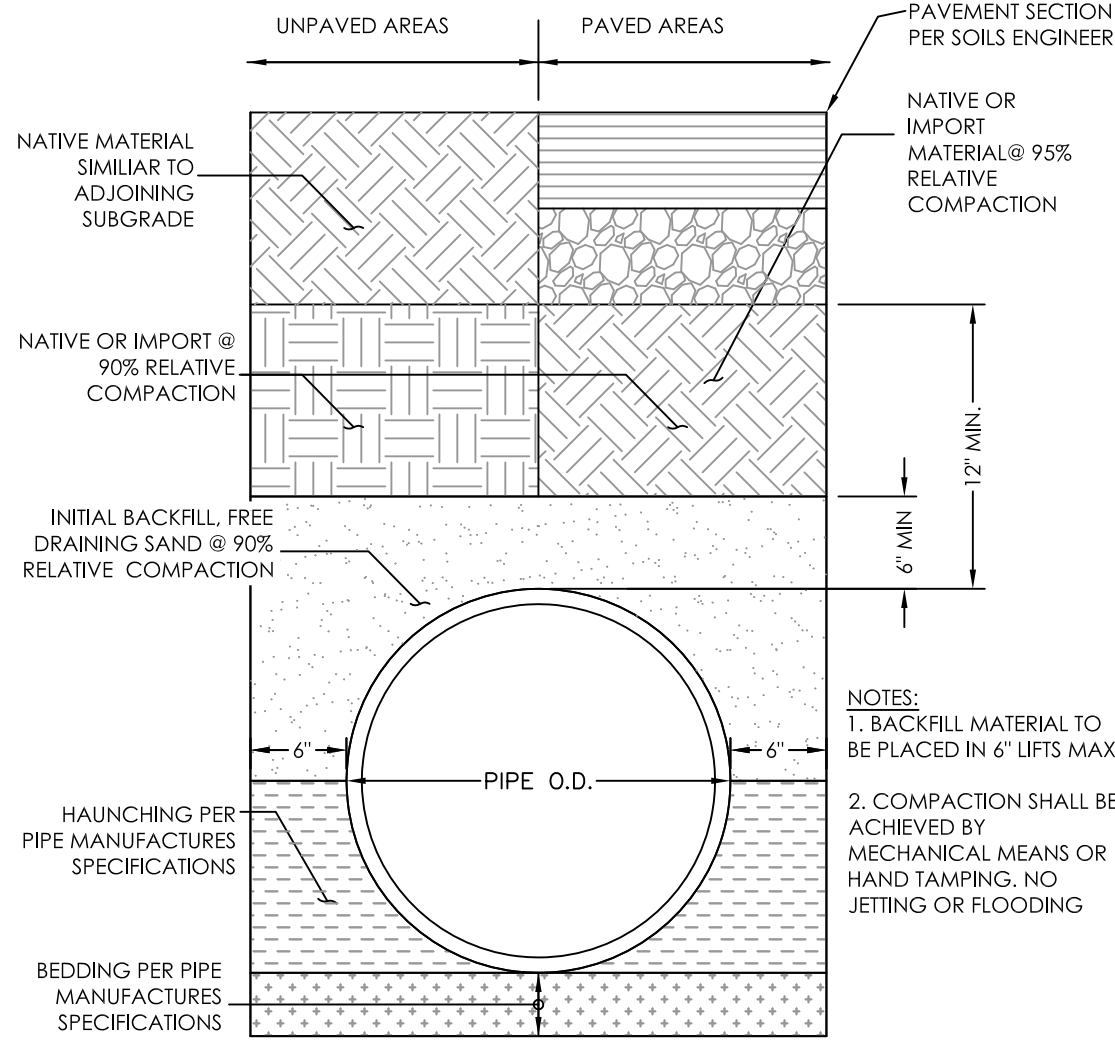 UNPAVED AREAS
PAVED AREAS
PAVEMENT SECTION
PER SOILS ENGINEER
NATIVE OR
IMPORT
MATERIAL@ 95%
RELATIVE
COMPACTION
NATIVE MATERIAL
SIMILIAR TO
ADJOINING
SUBGRADE
NATIVE OR IMPORT @
90% RELATIVE
COMPACTION
12" MIN.
6" MIN
INITIAL BACKFILL, FREE
DRAINING SAND @ 90%
RELATIVE COMPACTION
6"
6"
PIPE O.D.
NOTES:
1. BACKFILL MATERIAL TO
BE PLACED IN 6" LIFTS MAX
2. COMPACTION SHALL BE
ACHIEVED BY
MECHANICAL MEANS OR
HAND TAMPING. NO
JETTING OR FLOODING
HAUNCHING PER
PIPE MANUFACTURES
SPECIFICATIONS
BEDDING PER PIPE
MANUFACTURES
SPECIFICATIONS